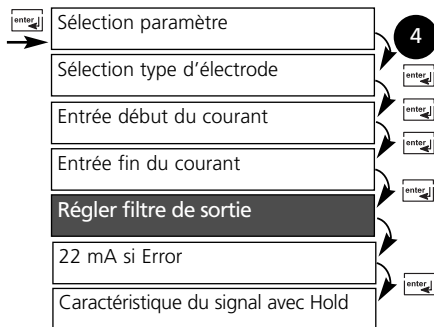 enter
Sélection paramètre
4
Sélection type d'électrode
enter
Entrée début du courant
enter
enter
Entrée fin du courant
enter
Régler filtre de sortie
22 mA si Error
enter
Caractéristique du signal avec Hold